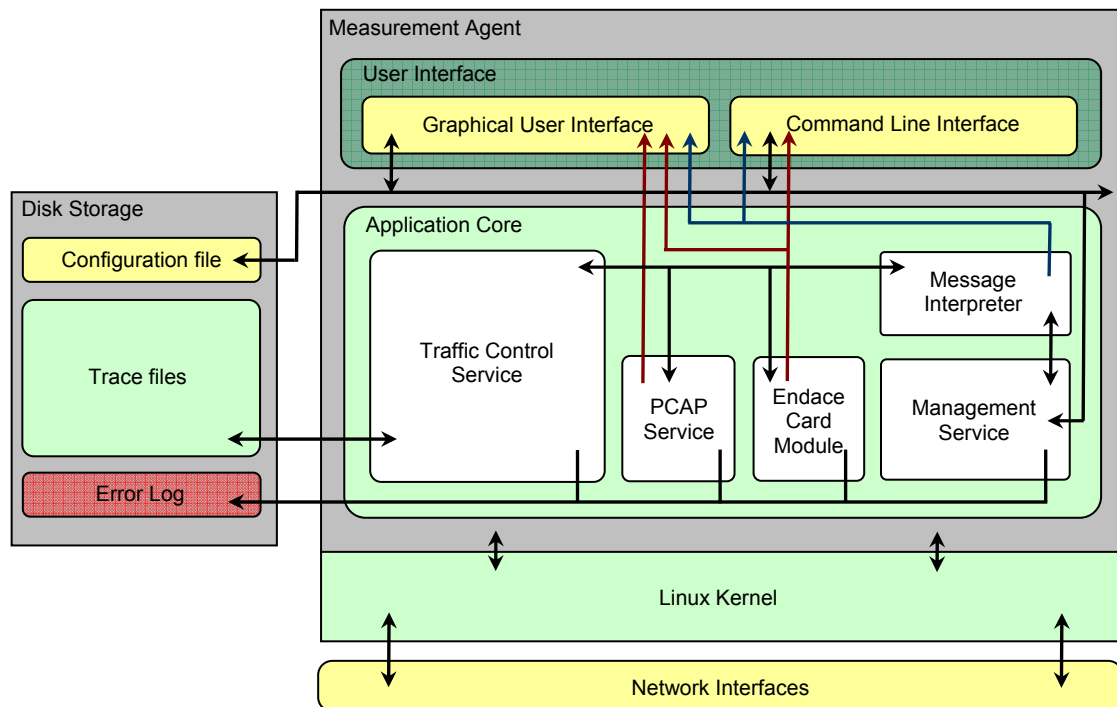 Measurement Agent
User Interface
Graphical User Interface
Command Line Interface
Disk Storage
Configuration file
Trace files
Error Log
Application Core
Traffic Control
Service
PCAP
Service
Endace
Card
Module
Message
Interpreter
Management
Service
Linux Kernel
Network Interfaces